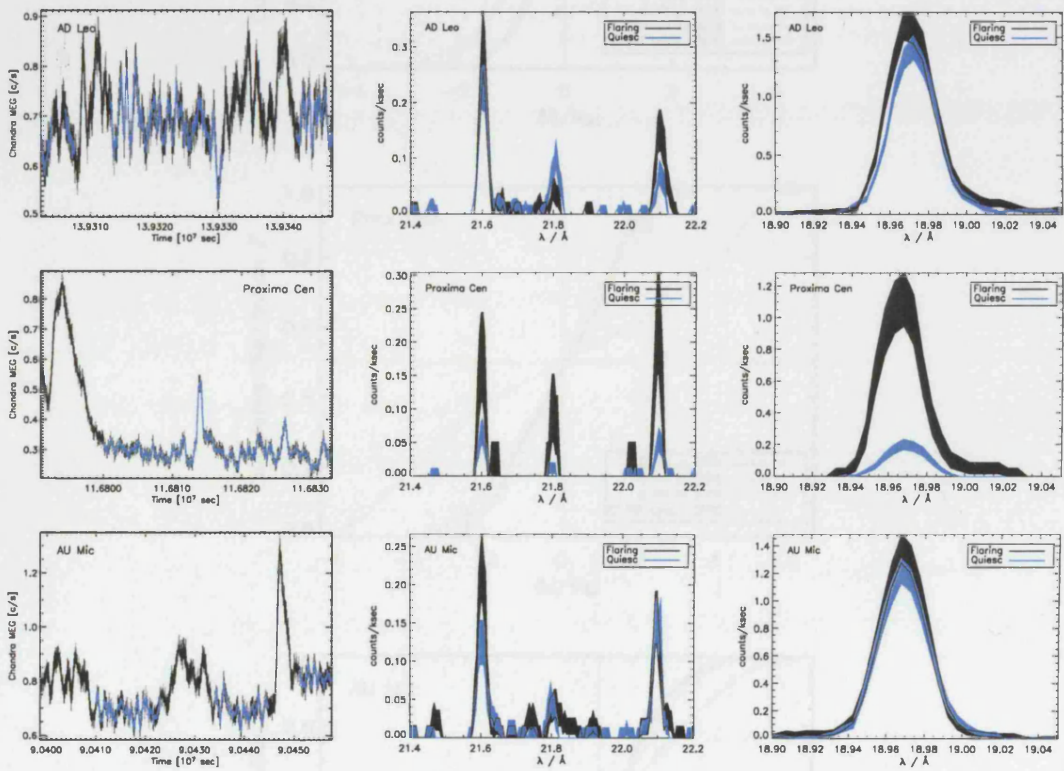 AD Leo
Chandra MEG [c/s]
0.9
0.8
0.7
0.6
0.5
13.9310 13.9320 13.9330 13.9340
Time [10⁷ sec]
AD Leo
Flaring
Quiesc
counts/ksec
0.3
0.2
0.1
0.0
21.4 21.6 21.8 22.0 22.2
λ / Å
AD Leo
Flaring
Quiesc
counts/ksec
1.5
1.0
0.5
0.0
18.90 18.92 18.94 18.96 18.98 19.00 19.02 19.04
λ / Å
Proxima Cen
Chandra MEG [c/s]
0.8
0.7
0.6
0.5
0.4
0.3
11.6800 11.6810 11.6820 11.6830
Time [10⁷ sec]
Proxima Cen
Flaring
Quiesc
counts/ksec
0.30
0.25
0.20
0.15
0.10
0.05
0.00
21.4 21.6 21.8 22.0 22.2
λ / Å
Proxima Cen
Flaring
Quiesc
counts/ksec
1.2
1.0
0.8
0.6
0.4
0.2
0.0
18.90 18.92 18.94 18.96 18.98 19.00 19.02 19.04
λ / Å
AU Mic
Chandra MEG [c/s]
1.2
1.0
0.8
0.6
9.0400 9.0410 9.0420 9.0430 9.0440 9.0450
Time [10⁷ sec]
AU Mic
Flaring
Quiesc
counts/ksec
0.25
0.20
0.15
0.10
0.05
0.00
21.4 21.6 21.8 22.0 22.2
λ / Å
AU Mic
Flaring
Quiesc
counts/ksec
1.4
1.2
1.0
0.8
0.6
0.4
0.2
0.0
18.90 18.92 18.94 18.96 18.98 19.00 19.02 19.04
λ / Å